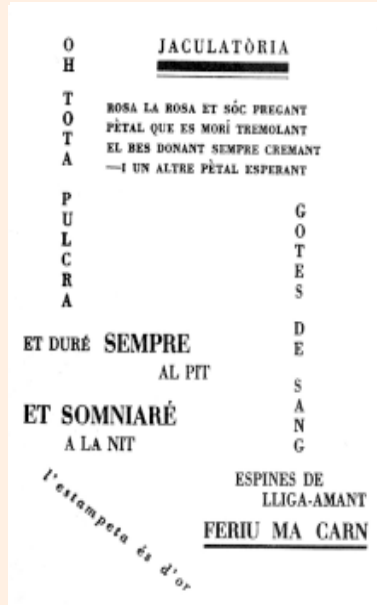 JACULATÒRIA
OH TOTA PULCRA
ROSA LA ROSA ET SÓC PREGANT
PÈTAL QUE ES MORÍ TREMOLANT
EL BES DONANT SEMPRE CREMANT
—I UN ALTRE PÈTAL ESPERANT
GOTES DE SANG
ET DURÉ SEMPRE
AL PIT
ET SOMNIARÉ
A LA NIT
l'estampeta és d'or
ESPINES DE
LLIGA-AMANT
FERIU MA CARN